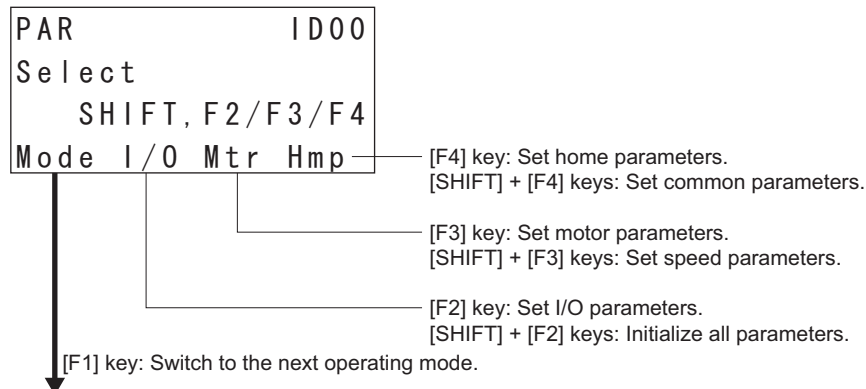 PAR ID00
Select
SHIFT,F2/F3/F4
Mode I/O Mtr Hmp
[F4] key: Set home parameters.
[SHIFT] + [F4] keys: Set common parameters.
[F3] key: Set motor parameters.
[SHIFT] + [F3] keys: Set speed parameters.
[F2] key: Set I/O parameters.
[SHIFT] + [F2] keys: Initialize all parameters.
[F1] key: Switch to the next operating mode.